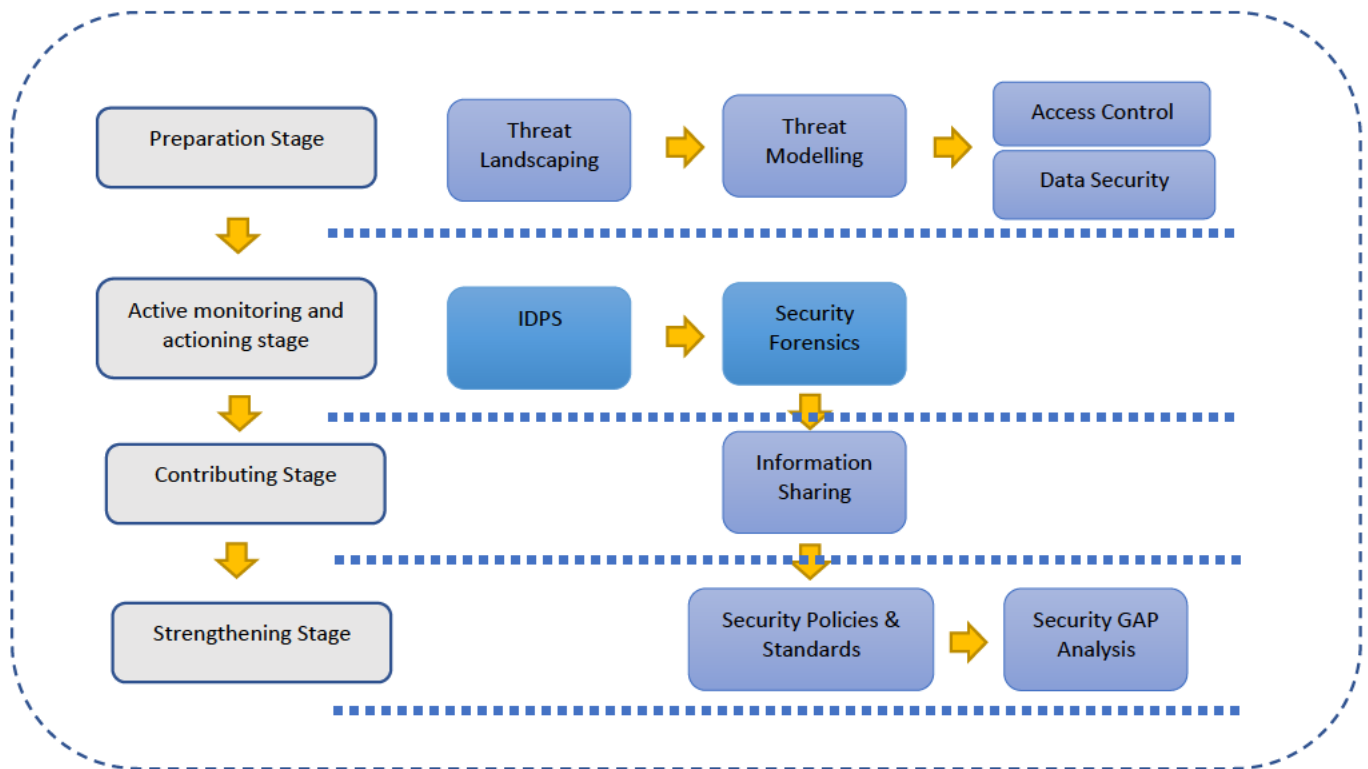 Preparation Stage
Threat
Landscaping
Threat
Modelling
Access Control
Data Security
Active monitoring and
actioning stage
IDPS
Security
Forensics
Contributing Stage
Information
Sharing
Strengthening Stage
Security Policies &
Standards
Security GAP
Analysis